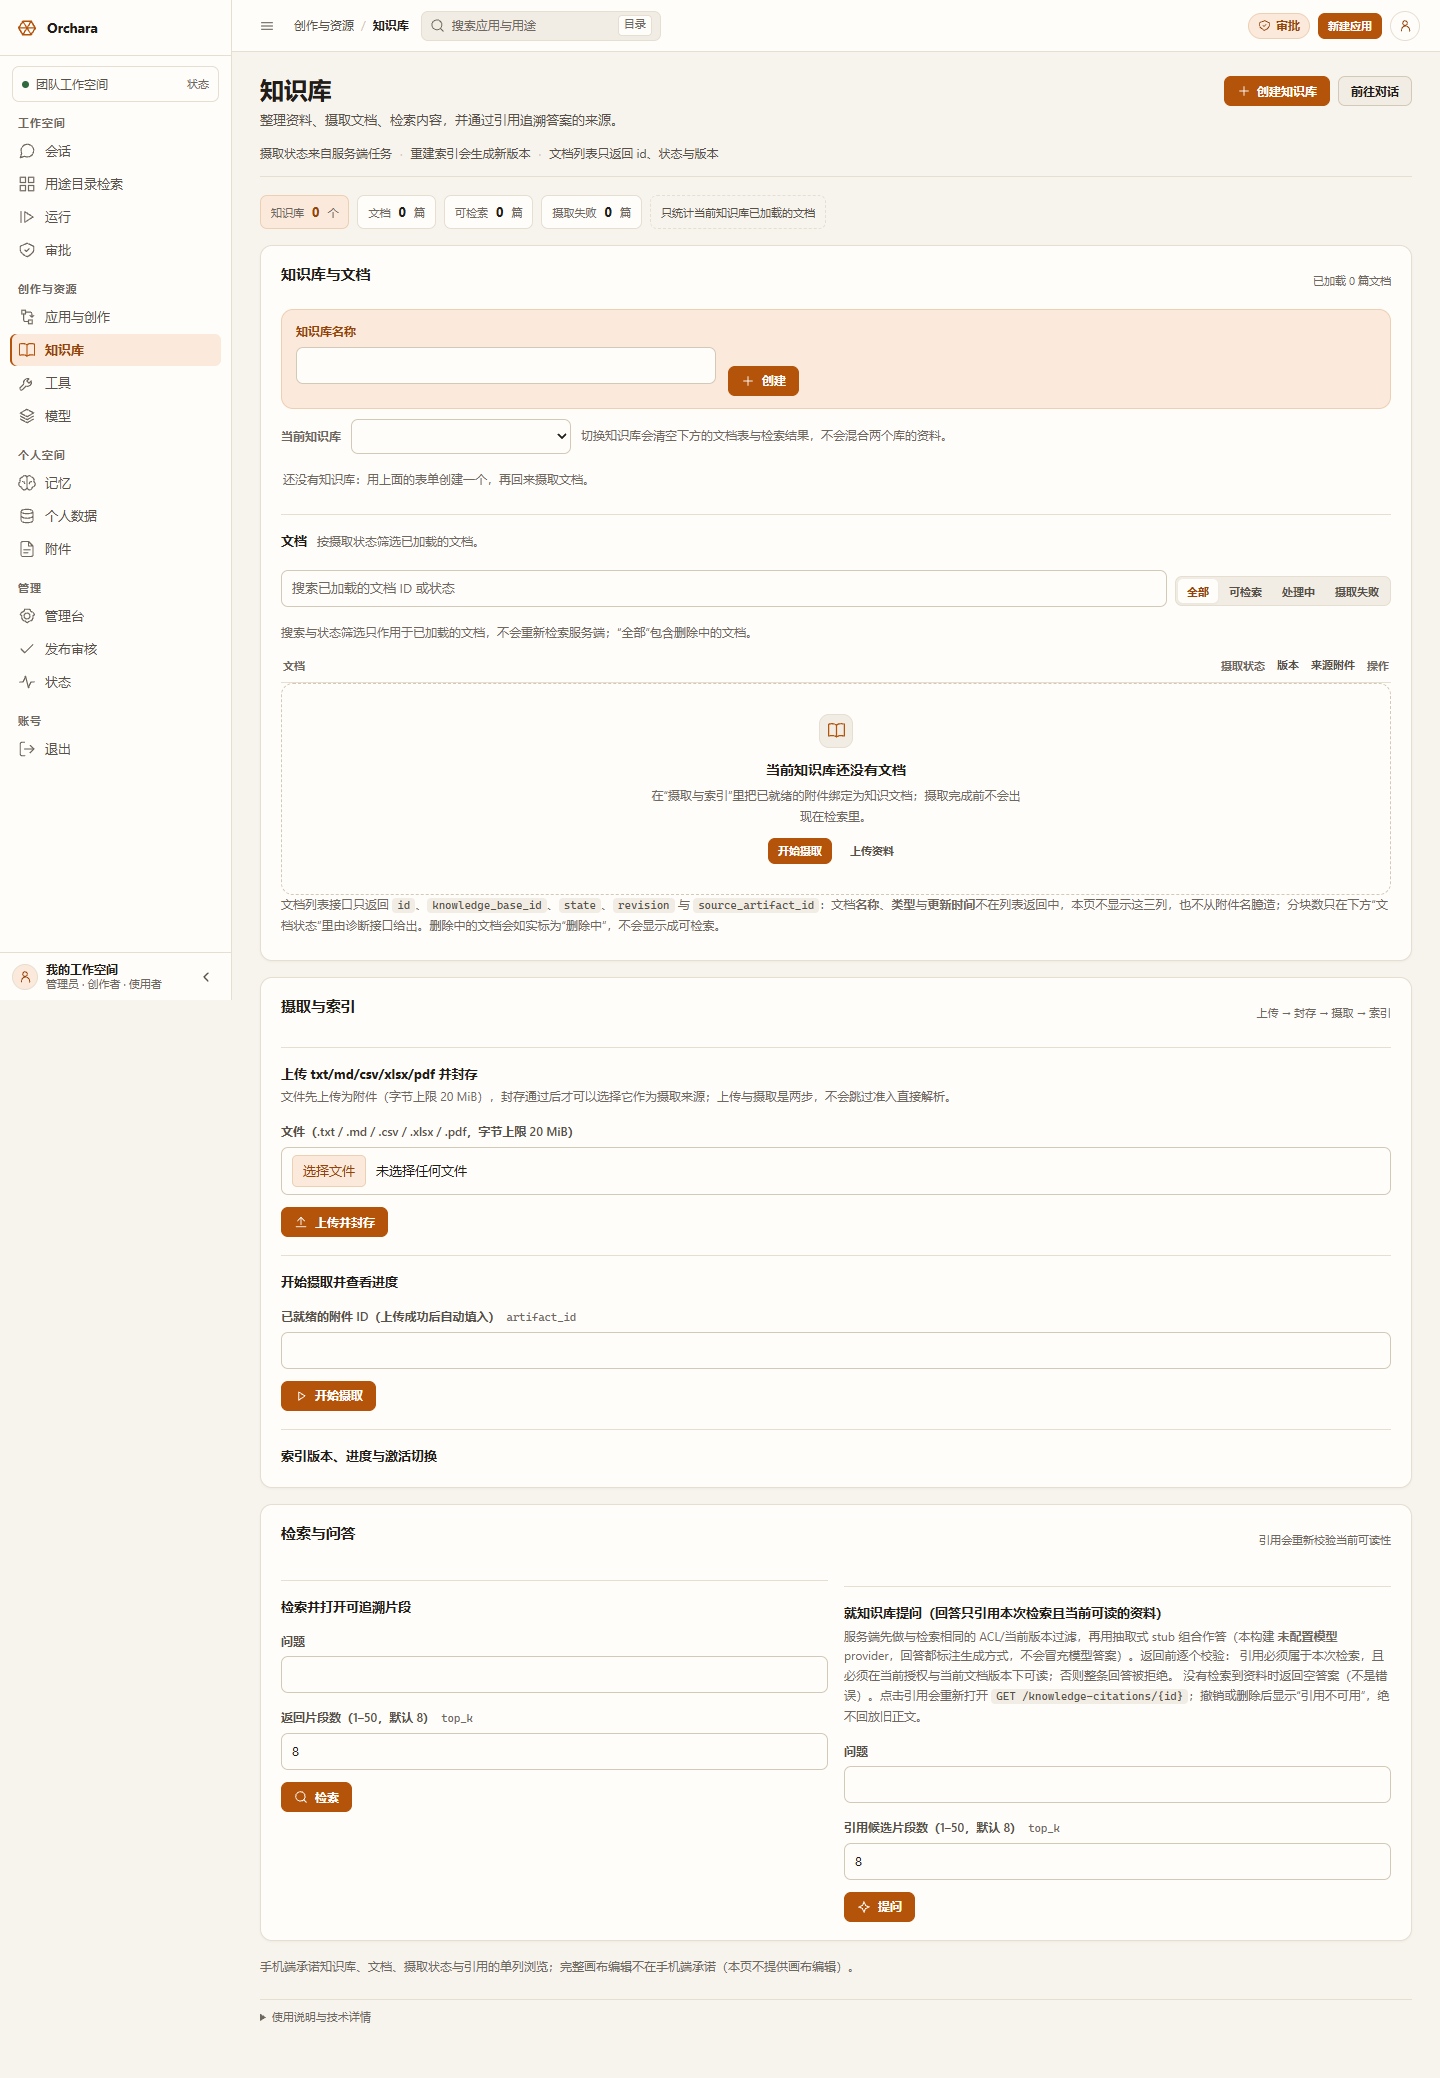 Orchara
创作与资源 / 知识库
搜索应用与用途 目录
审批
新建应用
团队工作空间 状态
工作空间
会话
用途目录检索
运行
审批
创作与资源
应用与创作
知识库
工具
模型
个人空间
记忆
个人数据
附件
管理
管理台
发布审核
状态
账号
退出
我的工作空间
管理员 · 创作者 · 使用者
知识库
创建知识库
前往对话
整理资料、摄取文档、检索内容，并通过引用追溯答案的来源。
摄取状态来自服务端任务 · 重建索引会生成新版本 · 文档列表只返回 id、状态与版本
知识库 0 个
文档 0 篇
可检索 0 篇
摄取失败 0 篇
只统计当前知识库已加载的文档
知识库与文档
已加载 0 篇文档
知识库名称
创建
当前知识库
切换知识库会清空下方的文档表与检索结果，不会混合两个库的资料。
还没有知识库：用上面的表单创建一个，再回来摄取文档。
文档 按摄取状态筛选已加载的文档。
搜索已加载的文档 ID 或状态
全部 可检索 处理中 摄取失败
搜索与状态筛选只作用于已加载的文档，不会重新检索服务端；“全部”包含删除中的文档。
文档 摄取状态 版本 来源附件 操作
当前知识库还没有文档
在“摄取与索引”里把已就绪的附件绑定为知识文档；摄取完成前不会出
现在检索里。
开始摄取 上传资料
文档列表接口只返回 id、knowledge_base_id、state、revision 与 source_artifact_id；文档名称、类型与更新时间不在列表返回中，本页不显示这三列，也不从附件名臆造；分块数只在下方“文
档状态”里由诊断接口给出。删除中的文档会如实标为“删除中”，不会显示成可检索。
摄取与索引
上传 → 封存 → 摄取 → 索引
上传 txt/md/csv/xlsx/pdf 并封存
文件先上传为附件（字节上限 20 MiB），封存通过后才可以选择它作为摄取来源；上传与摄取是两步，不会跳过准入直接解析。
文件（.txt / .md / .csv / .xlsx / .pdf，字节上限 20 MiB）
选择文件 未选择任何文件
上传并封存
开始摄取并查看进度
已就绪的附件 ID（上传成功后自动填入） artifact_id
开始摄取
索引版本、进度与激活切换
检索与问答
引用会重新校验当前可读性
检索并打开可追溯片段
问题
返回片段数（1–50，默认 8） top_k
8
检索
就知识库提问（回答只引用本次检索且当前可读的资料）
服务端先做与检索相同的 ACL/当前版本过滤，再用抽取式 stub 组合作答（本构建 未配置模型
provider，回答都标注生成方式，不会冒充模型答案）。返回前逐个校验： 引用必须属于本次检索，且
必须在当前授权与当前文档版本下可读；否则整条回答被拒绝。 没有检索到资料时返回空答案（不是错
误）。点击引用会重新打开 GET /knowledge-citations/{id}；撤销或删除后显示“引用不可用”，绝
不回放旧正文。
问题
引用候选片段数（1–50，默认 8） top_k
8
提问
手机端承诺知识库、文档、摄取状态与引用的单列浏览；完整画布编辑不在手机端承诺（本页不提供画布编辑）。
使用说明与技术详情